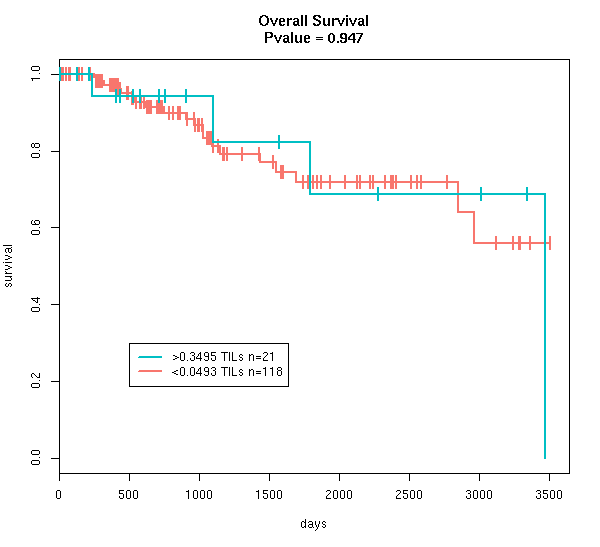 Overall Survival
Pvalue = 0.947
1.0
0.8
0.6
0.4
0.2
0.0
survival
>0.3495 TILs n=21
<0.0493 TILs n=118
0 500 1000 1500 2000 2500 3000 3500
days